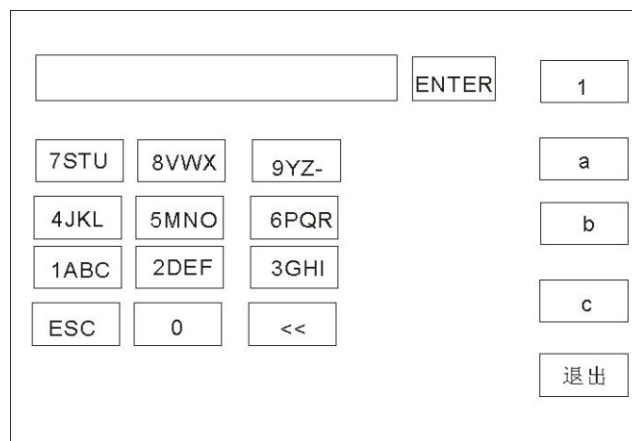 ENTER
1
7STU 8VWX 9YZ-
a
4JKL 5MNO 6PQR
b
1ABC 2DEF 3GHI
c
ESC 0 <<
退出